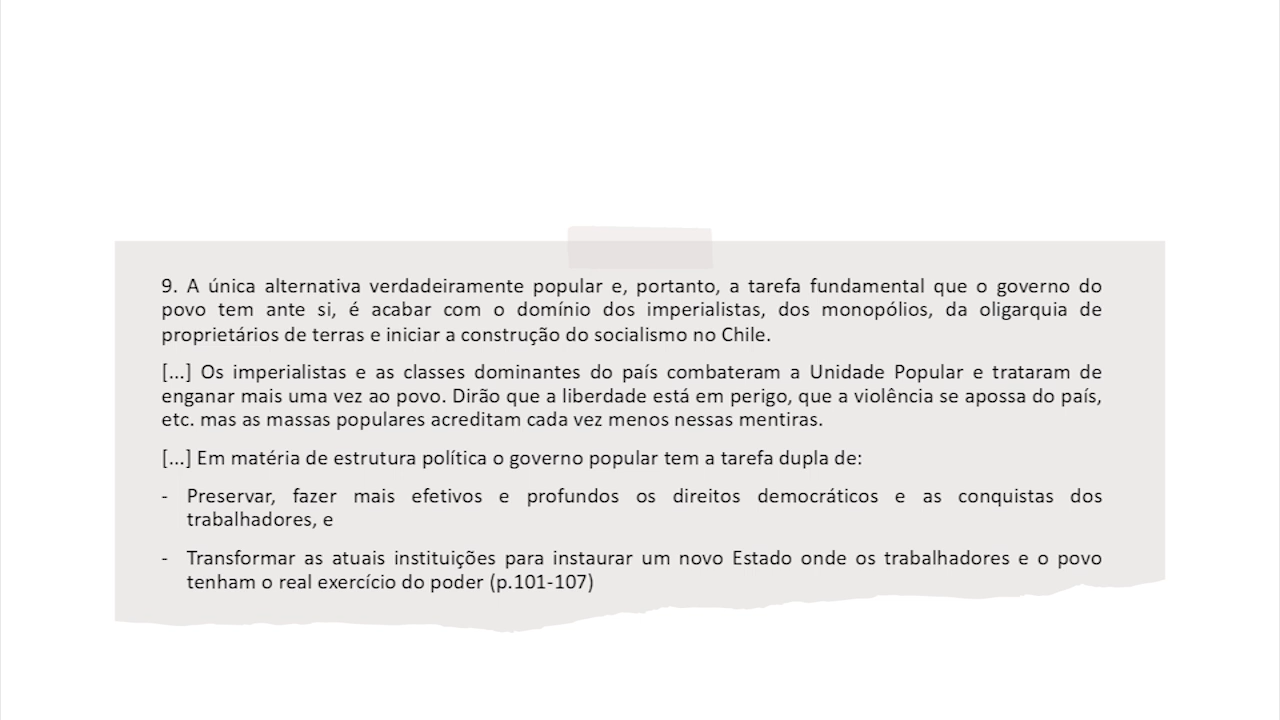 9. A única alternativa verdadeiramente popular e, portanto, a tarefa fundamental que o governo do
povo tem ante si, é acabar com o domínio dos imperialistas, dos monopólios, da oligarquia de
proprietários de terras e iniciar a construção do socialismo no Chile.
[...] Os imperialistas e as classes dominantes do país combateram a Unidade Popular e trataram de
enganar mais uma vez ao povo. Dirão que a liberdade está em perigo, que a violência se apossa do país,
etc. mas as massas populares acreditam cada vez menos nessas mentiras.
[...] Em matéria de estrutura política o governo popular tem a tarefa dupla de:
- Preservar, fazer mais efetivos e profundos os direitos democráticos e as conquistas dos
trabalhadores, e
- Transformar as atuais instituições para instaurar um novo Estado onde os trabalhadores e o povo
tenham o real exercício do poder (p.101-107)